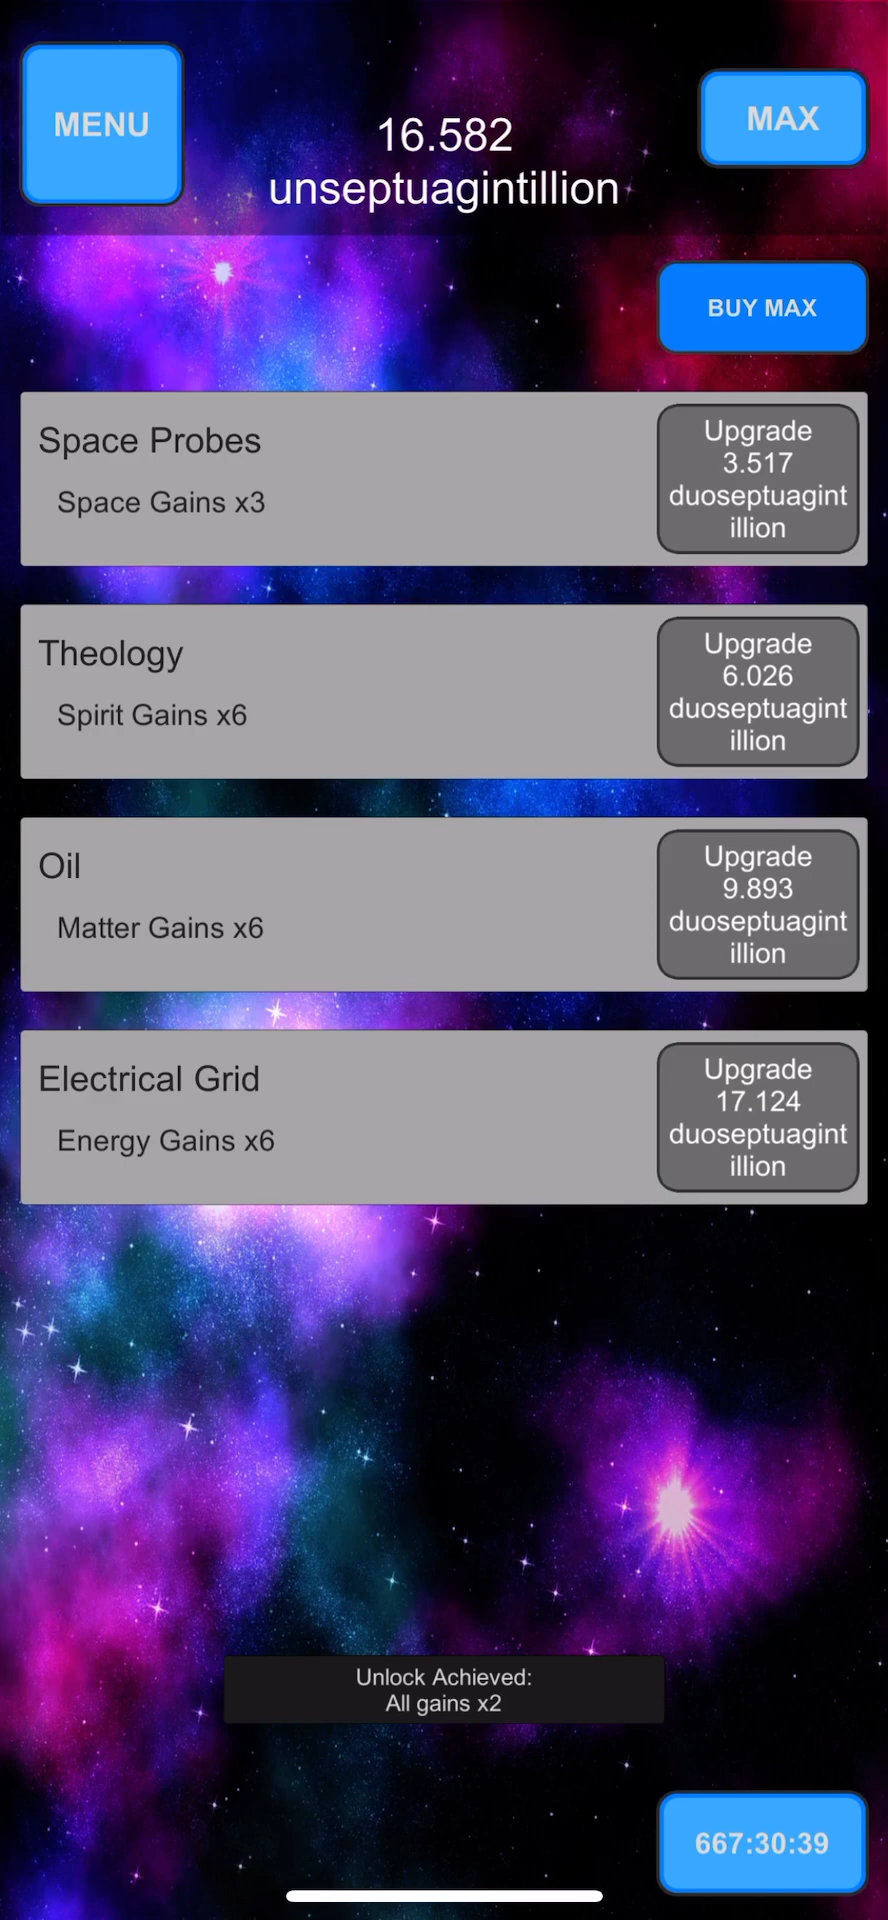 MENU
16.582
unseptuagintillion
MAX
BUY MAX
Space Probes
Space Gains x3
Upgrade
3.517
duoseptuagint
illion
Theology
Spirit Gains x6
Upgrade
6.026
duoseptuagint
illion
Oil
Matter Gains x6
Upgrade
9.893
duoseptuagint
illion
Electrical Grid
Energy Gains x6
Upgrade
17.124
duoseptuagint
illion
Unlock Achieved:
All gains x2
667:30:39